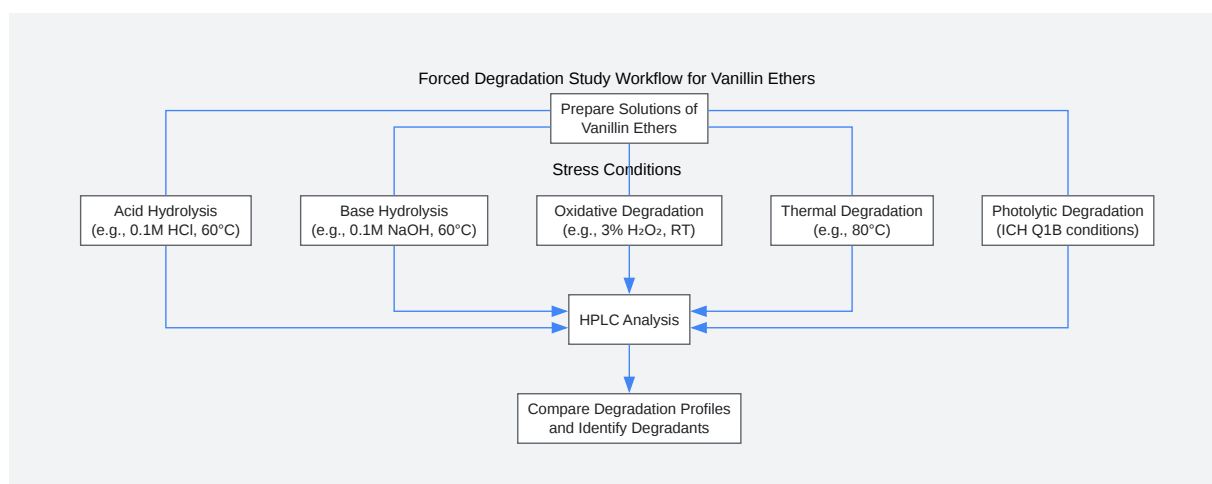 Forced Degradation Study Workflow for Vanillin Ethers
Prepare Solutions of
Vanillin Ethers
Stress Conditions
Acid Hydrolysis
(e.g., 0.1M HCl, 60°C)
Base Hydrolysis
(e.g., 0.1M NaOH, 60°C)
Oxidative Degradation
(e.g., 3% H₂O₂, RT)
Thermal Degradation
(e.g., 80°C)
Photolytic Degradation
(ICH Q1B conditions)
HPLC Analysis
Compare Degradation Profiles
and Identify Degradants